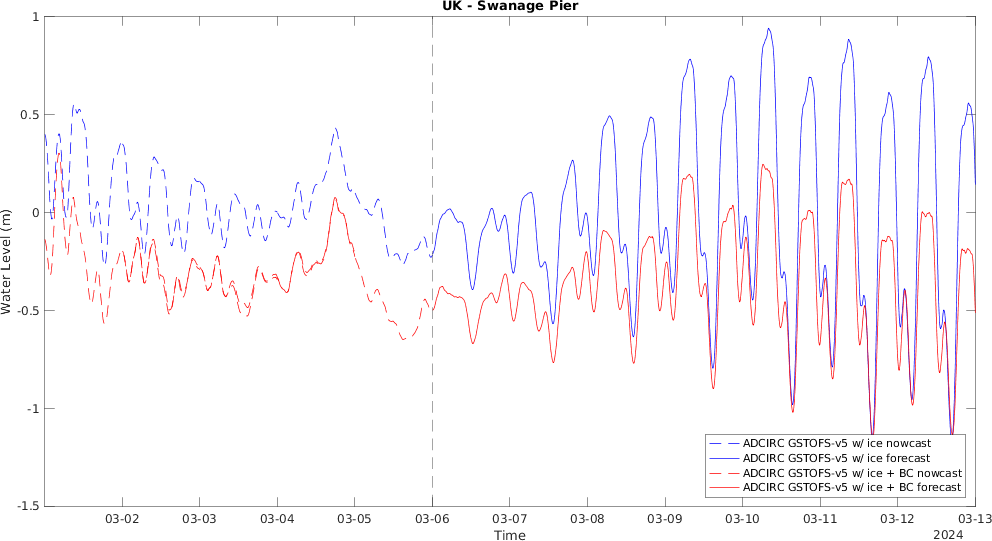 UK - Swanage Pier
1
0.5
0
-0.5
-1
-1.5
Water Level (m)
ADCIRC GSTOFS-v5 w/ ice nowcast
ADCIRC GSTOFS-v5 w/ ice forecast
ADCIRC GSTOFS-v5 w/ ice + BC nowcast
ADCIRC GSTOFS-v5 w/ ice + BC forecast
03-02 03-03 03-04 03-05 03-06 03-07 03-08 03-09 03-10 03-11 03-12 03-13
Time
2024